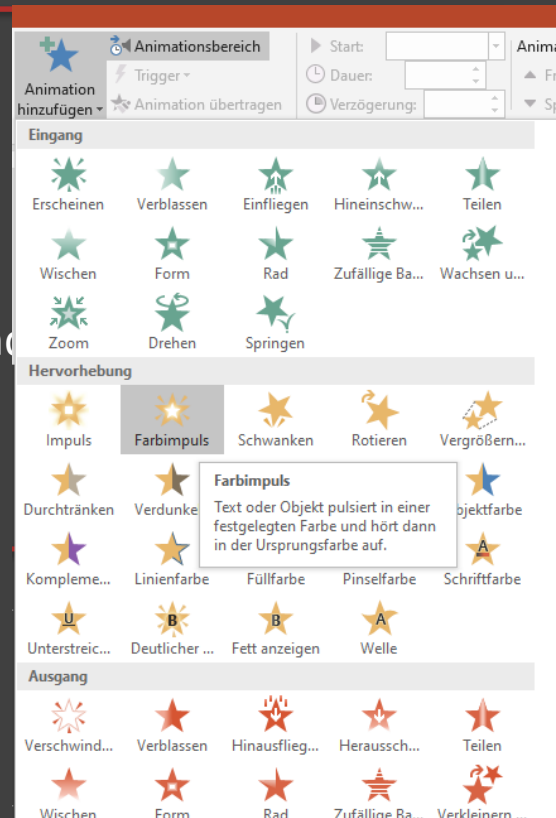 Animation hinzufügen
Animationsbereich
Trigger
Animation übertragen
Start:
Dauer:
Verzögerung:
Anima
Fr
Sp
Eingang
Erscheinen Verblassen Einfliegen Hineinschw... Teilen
Wischen Form Rad Zufällige Ba... Wachsen u...
Zoom Drehen Springen
Hervorhebung
Impuls Farbimpuls Schwanken Rotieren Vergrößern...
Durchtränken Verdunke bjektfarbe
Farbimpuls
Text oder Objekt pulsiert in einer
festgelegten Farbe und hört dann
in der Ursprungsfarbe auf.
Kompleme... Linienfarbe Füllfarbe Pinselfarbe Schriftfarbe
Unterstreic... Deutlicher ... Fett anzeigen Welle
Ausgang
Verschwind... Verblassen Hinausflieg... Heraussch... Teilen
Wischen Form Rad Zufällige Ba... Verkleinern ...